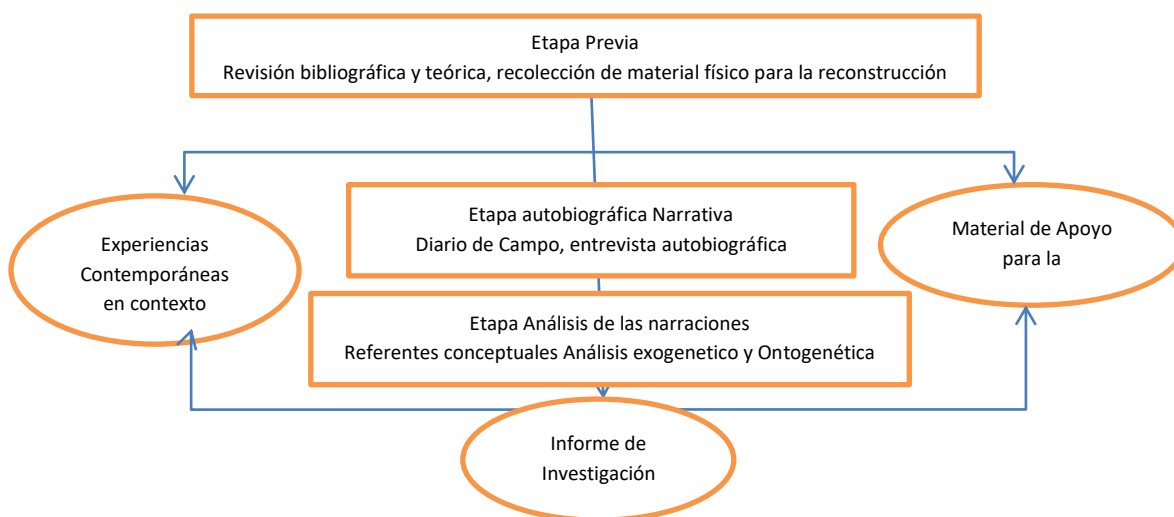 Etapa Previa
Revisión bibliográfica y teórica, recolección de material físico para la reconstrucción
Experiencias
Contemporáneas
en contexto
Etapa autobiográfica Narrativa
Diario de Campo, entrevista autobiográfica
Material de Apoyo
para la
Etapa Análisis de las narraciones
Referentes conceptuales Análisis exogenetico y Ontogenética
Informe de
Investigación